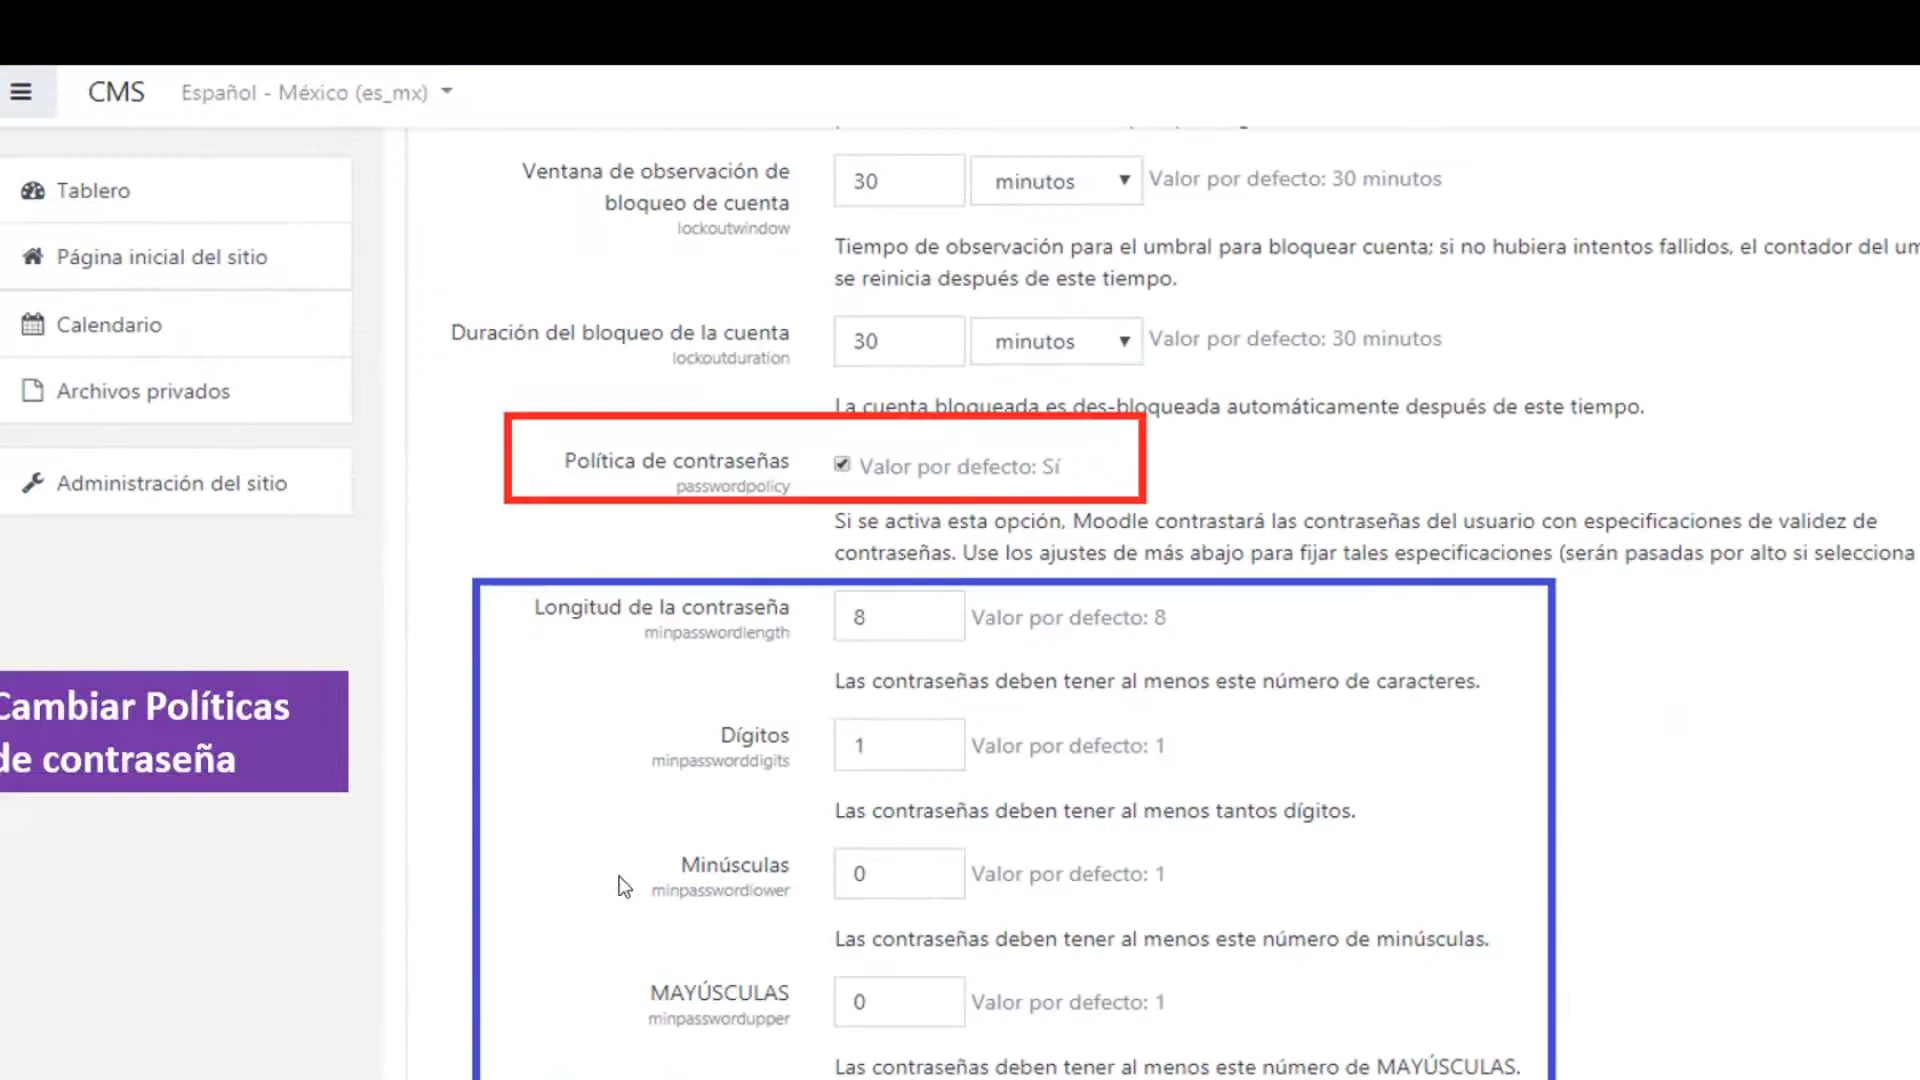 CMS
Español - México (es_mx)
Tablero
Página inicial del sitio
Calendario
Archivos privados
Administración del sitio
Cambiar Políticas
de contraseña
Ventana de observación de
bloqueo de cuenta
lockoutwindow
30
minutos
Valor por defecto: 30 minutos
Tiempo de observación para el umbral para bloquear cuenta; si no hubiera intentos fallidos, el contador del um
se reinicia después de este tiempo.
Duración del bloqueo de la cuenta
lockoutduration
30
minutos
Valor por defecto: 30 minutos
La cuenta bloqueada es des-bloqueada automáticamente después de este tiempo.
Política de contraseñas
passwordpolicy
Valor por defecto: Sí
Si se activa esta opción, Moodle contrastará las contraseñas del usuario con especificaciones de validez de
contraseñas. Use los ajustes de más abajo para fijar tales especificaciones (serán pasadas por alto si selecciona
Longitud de la contraseña
minpasswordlength
8
Valor por defecto: 8
Las contraseñas deben tener al menos este número de caracteres.
Dígitos
minpassworddigits
1
Valor por defecto: 1
Las contraseñas deben tener al menos tantos dígitos.
Minúsculas
minpasswordlower
0
Valor por defecto: 1
Las contraseñas deben tener al menos este número de minúsculas.
MAYÚSCULAS
minpasswordupper
0
Valor por defecto: 1
Las contraseñas deben tener al menos este número de MAYÚSCULAS.